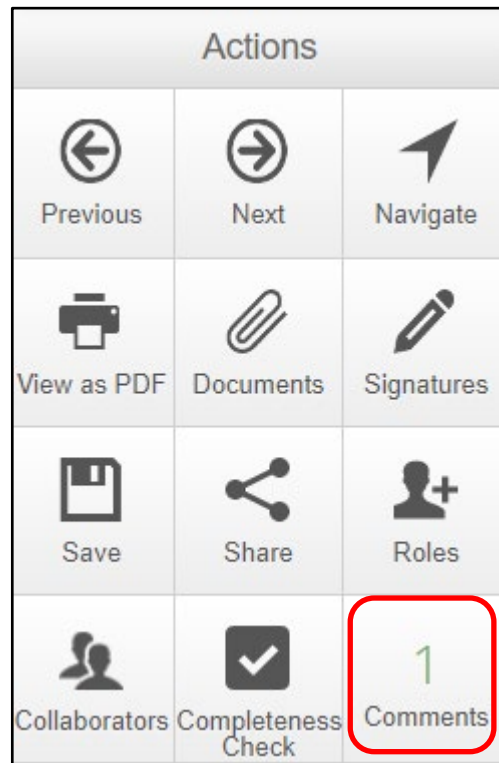 Actions
Previous Next Navigate
View as PDF Documents Signatures
Save Share Roles
1
Collaborators Completeness Check Comments